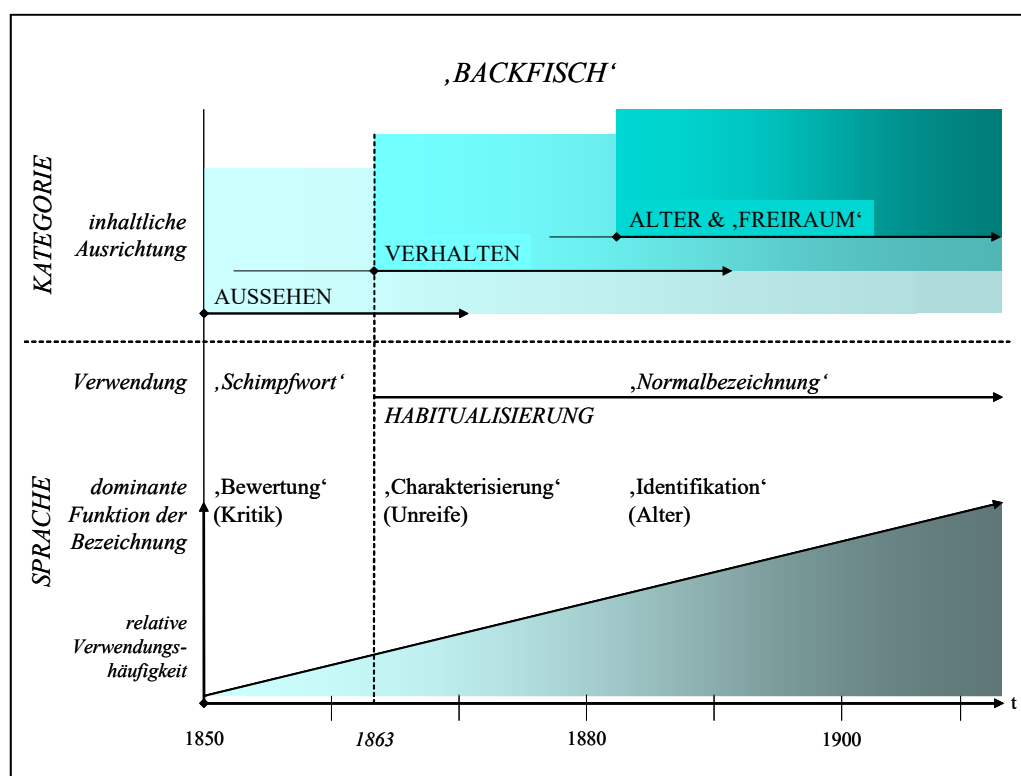 ‚BACKFISCH‘
KATEGORIE
inhaltliche
Ausrichtung
ALTER & ‚FREIRAUM‘
VERHALTEN
AUSSEHEN
SPRACHE
Verwendung
‚Schimpfwort‘
‚Normalbezeichnung‘
HABITUALISIERUNG
dominante
Funktion der
Bezeichnung
‚Bewertung‘
(Kritik)
‚Charakterisierung‘
(Unreife)
‚Identifikation‘
(Alter)
relative
Verwendungs-
häufigkeit
t
1850
1863
1880
1900